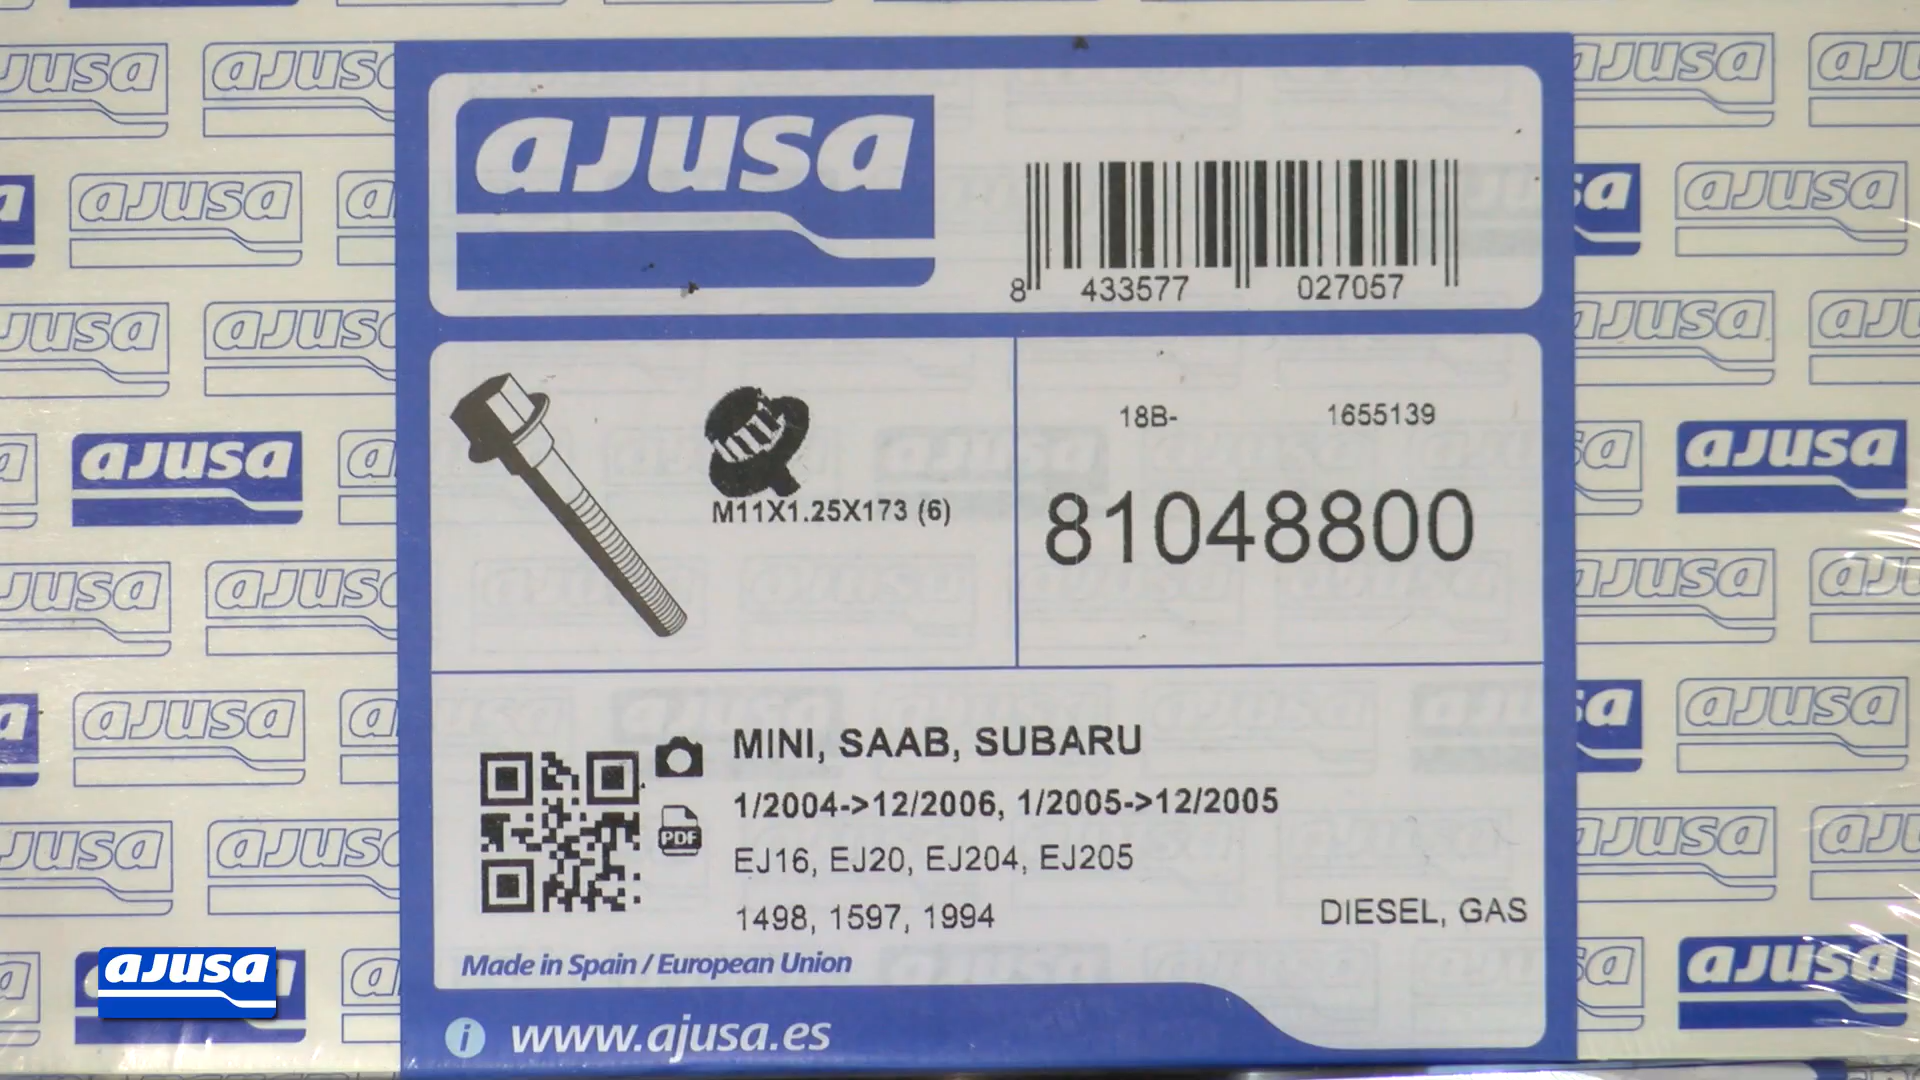 ajusa
8 433577 027057
M11X1.25X173 (6)
18B- 1655139
81048800
MINI, SAAB, SUBARU
1/2004->12/2006, 1/2005->12/2005
PDF
EJ16, EJ20, EJ204, EJ205
1498, 1597, 1994
DIESEL, GAS
Made in Spain / European Union
i www.ajusa.es
ajusa